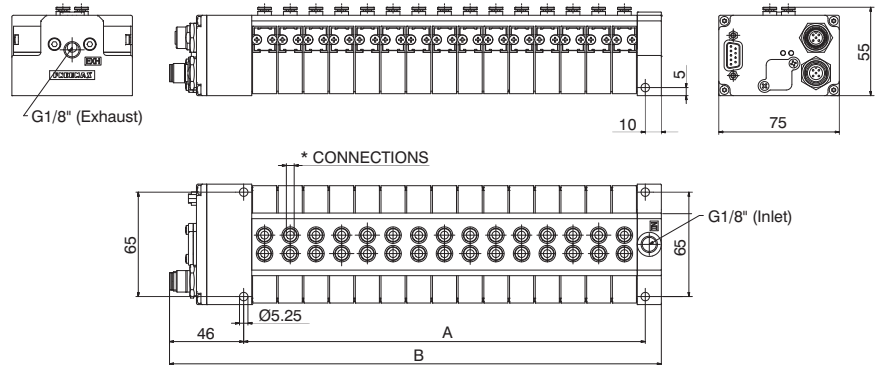 EXH
G1/8" (Exhaust)
5
10
75
55
* CONNECTIONS
G1/8" (Inlet)
65
65
Ø5.25
46
A
B